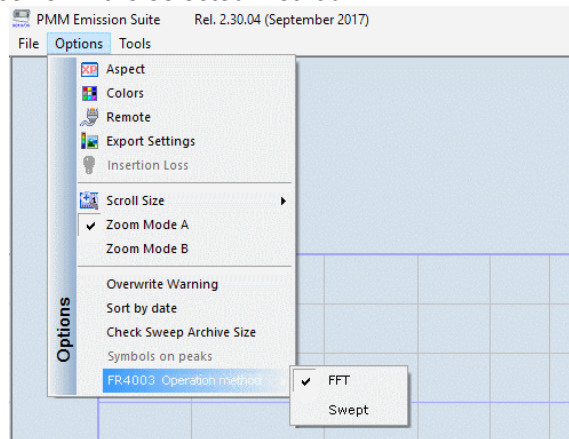 PMM Emission Suite Rel. 2.30.04 (September 2017)
File Options Tools
Aspect
Colors
Remote
Export Settings
Insertion Loss
Scroll Size
Zoom Mode A
Zoom Mode B
Overwrite Warning
Sort by date
Check Sweep Archive Size
Symbols on peaks
FR4003 Operation method
FFT
Swept
Options